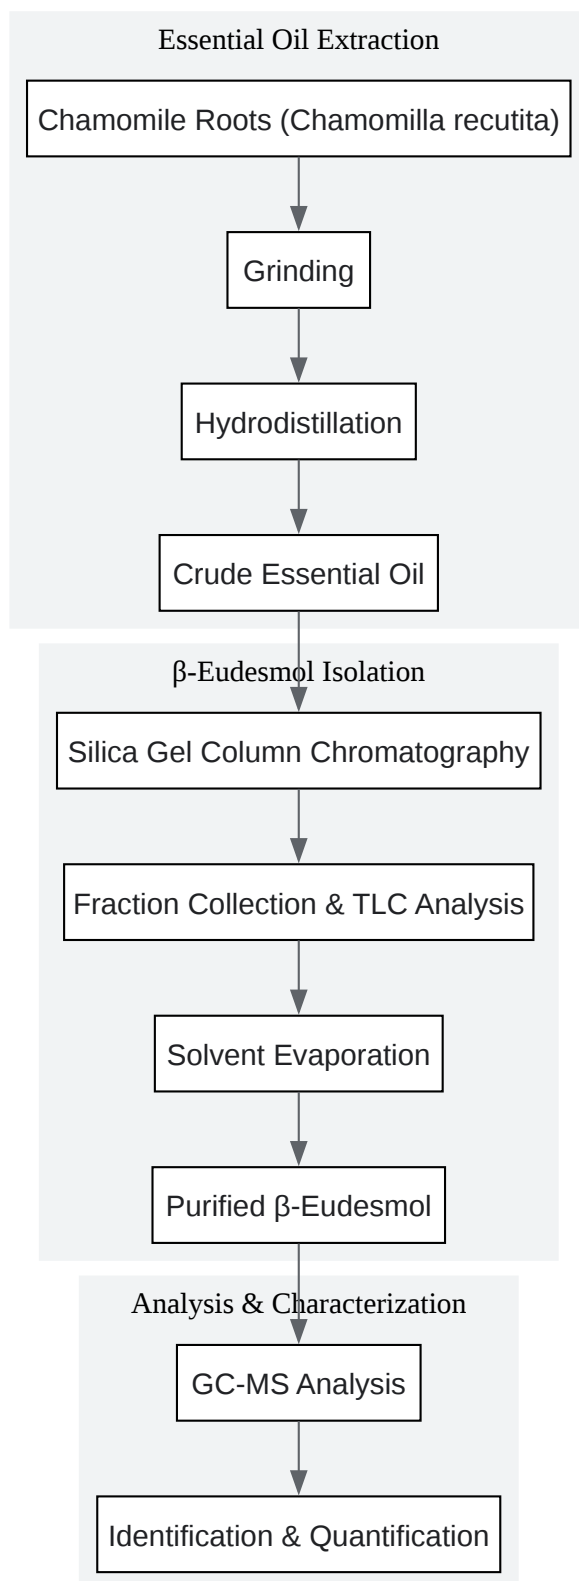 Essential Oil Extraction
Chamomile Roots (Chamomilla recutita)
Grinding
Hydrodistillation
Crude Essential Oil
β-Eudesmol Isolation
Silica Gel Column Chromatography
Fraction Collection & TLC Analysis
Solvent Evaporation
Purified β-Eudesmol
Analysis & Characterization
GC-MS Analysis
Identification & Quantification